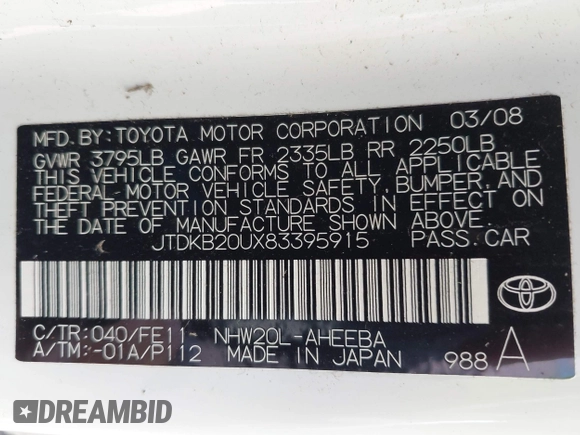 MFD.BY:TOYOTA MOTOR CORPORATION 03/08
GVWR 3795LB GAWR FR 2335LB RR 2250LB
THIS VEHICLE CONFORMS TO ALL APPLICABLE
FEDERAL MOTOR VEHICLE SAFETY, BUMPER, AND
THEFT PREVENTION STANDARDS IN EFFECT ON
THE DATE OF MANUFACTURE SHOWN ABOVE.
JTDKB20UX83395915 PASS.CAR
C/TR:040/FE11 NHW20L-AHEEBA
A/TM:-01A/P112 MADE IN JAPAN 988 A
DREAMBID